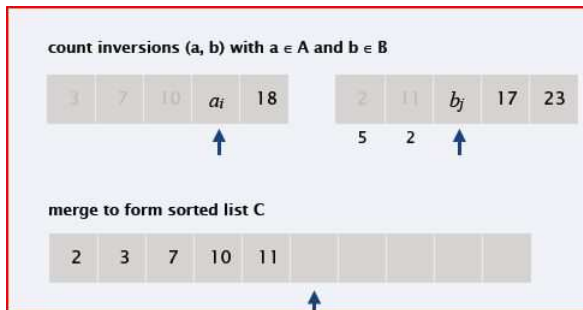 count inversions (a, b) with a ∈ A and b ∈ B
3 7 10 ai 18 2 11 bj 17 23
5 2
merge to form sorted list C
2 3 7 10 11